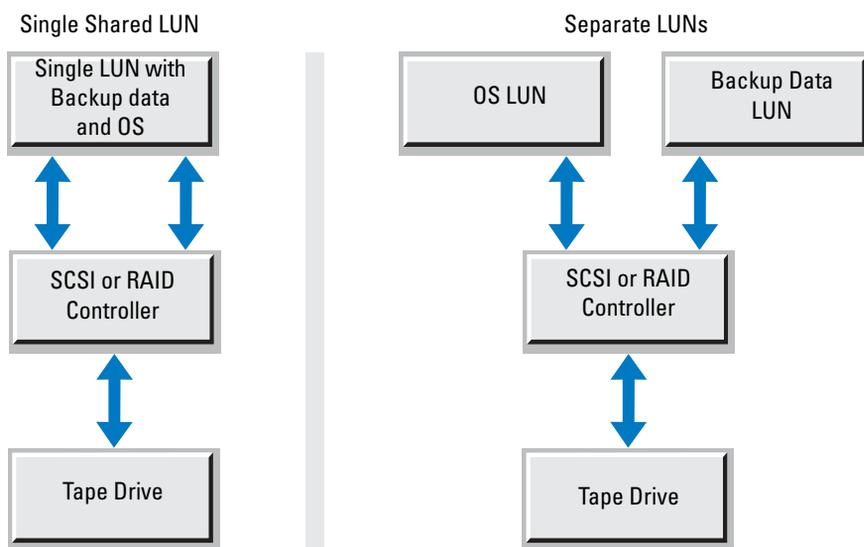 Single Shared LUN
Single LUN with
Backup data
and OS
SCSI or RAID
Controller
Tape Drive
Separate LUNs
OS LUN
Backup Data
LUN
SCSI or RAID
Controller
Tape Drive